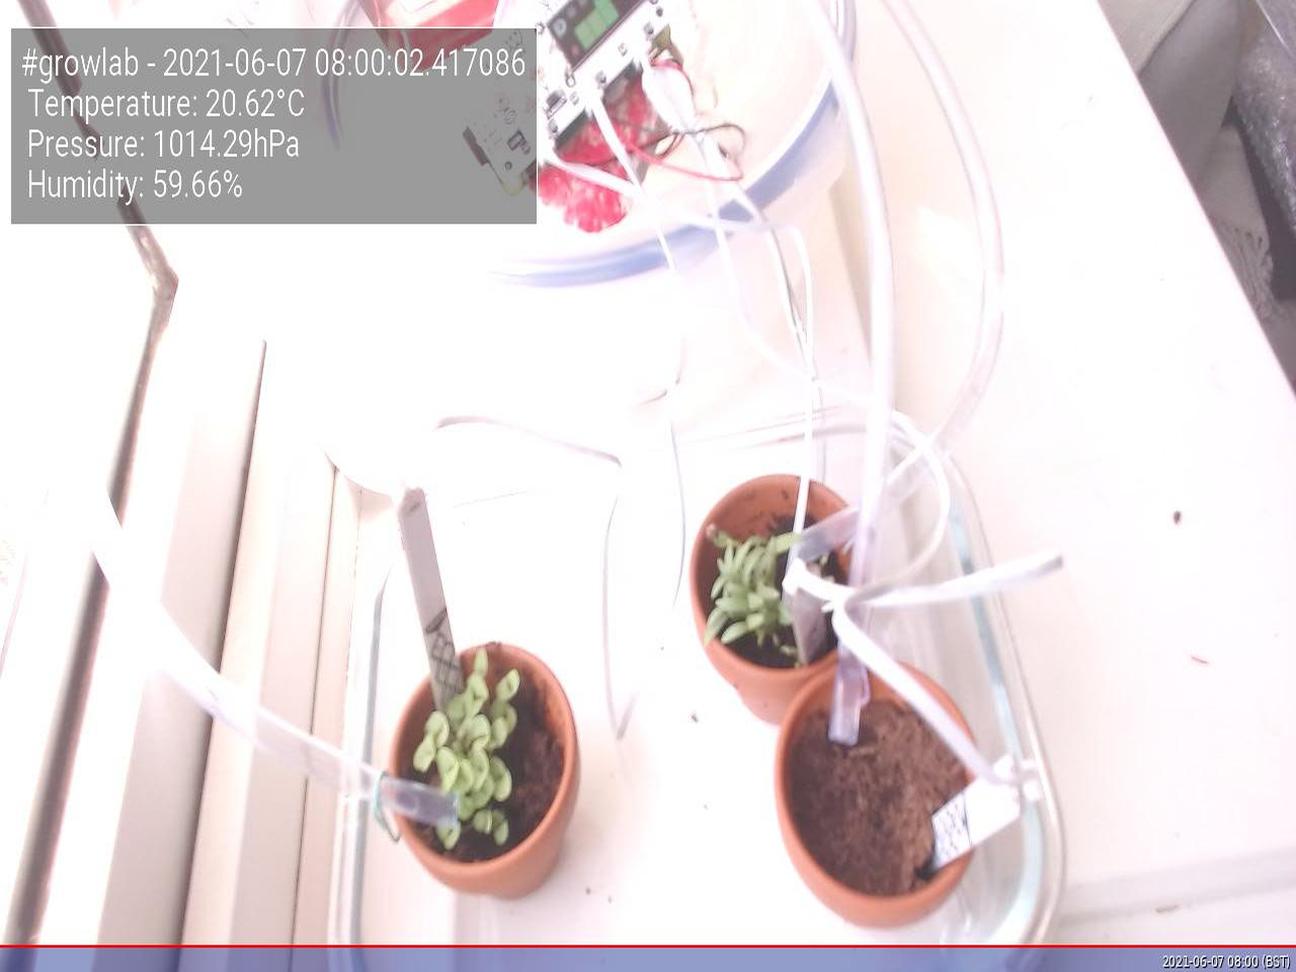 #growlab - 2021-06-07 08:00:02.417086
Temperature: 20.62°C
Pressure: 1014.29hPa
Humidity: 59.66%
2021-06-07 08:00 (BST)